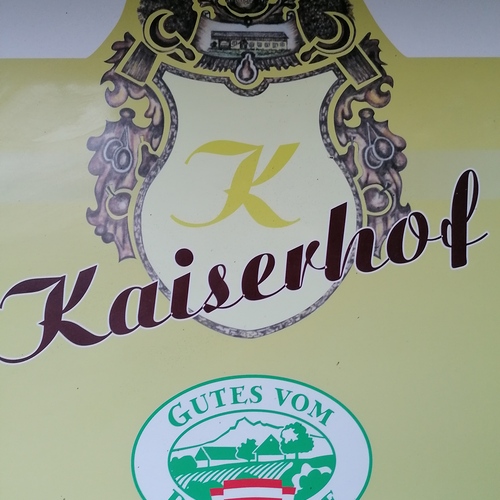 K
Kaiserhof
GUTES VOM